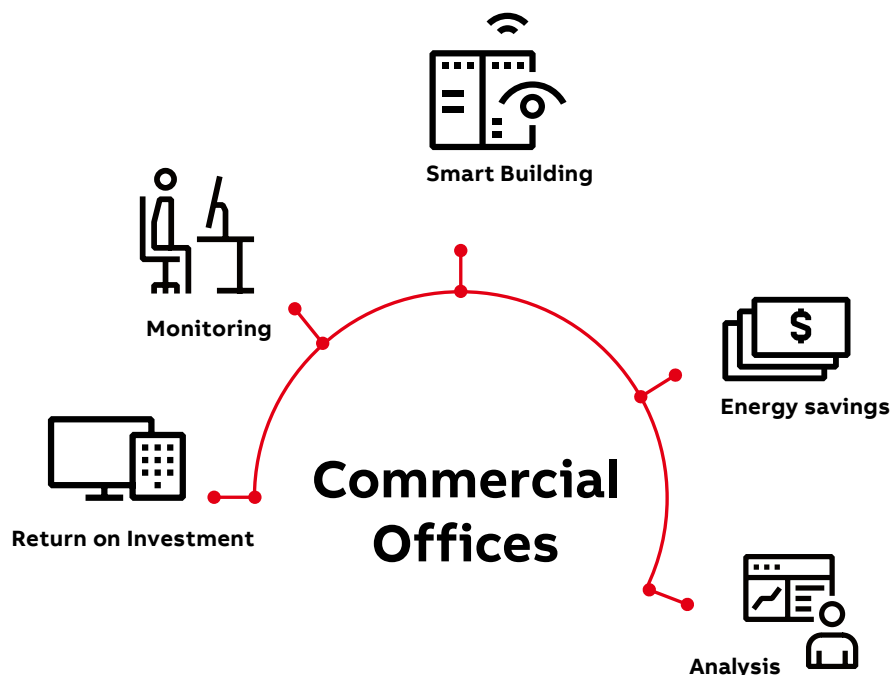 Smart Building
Monitoring
$
Energy savings
Commercial
Offices
Return on Investment
Analysis